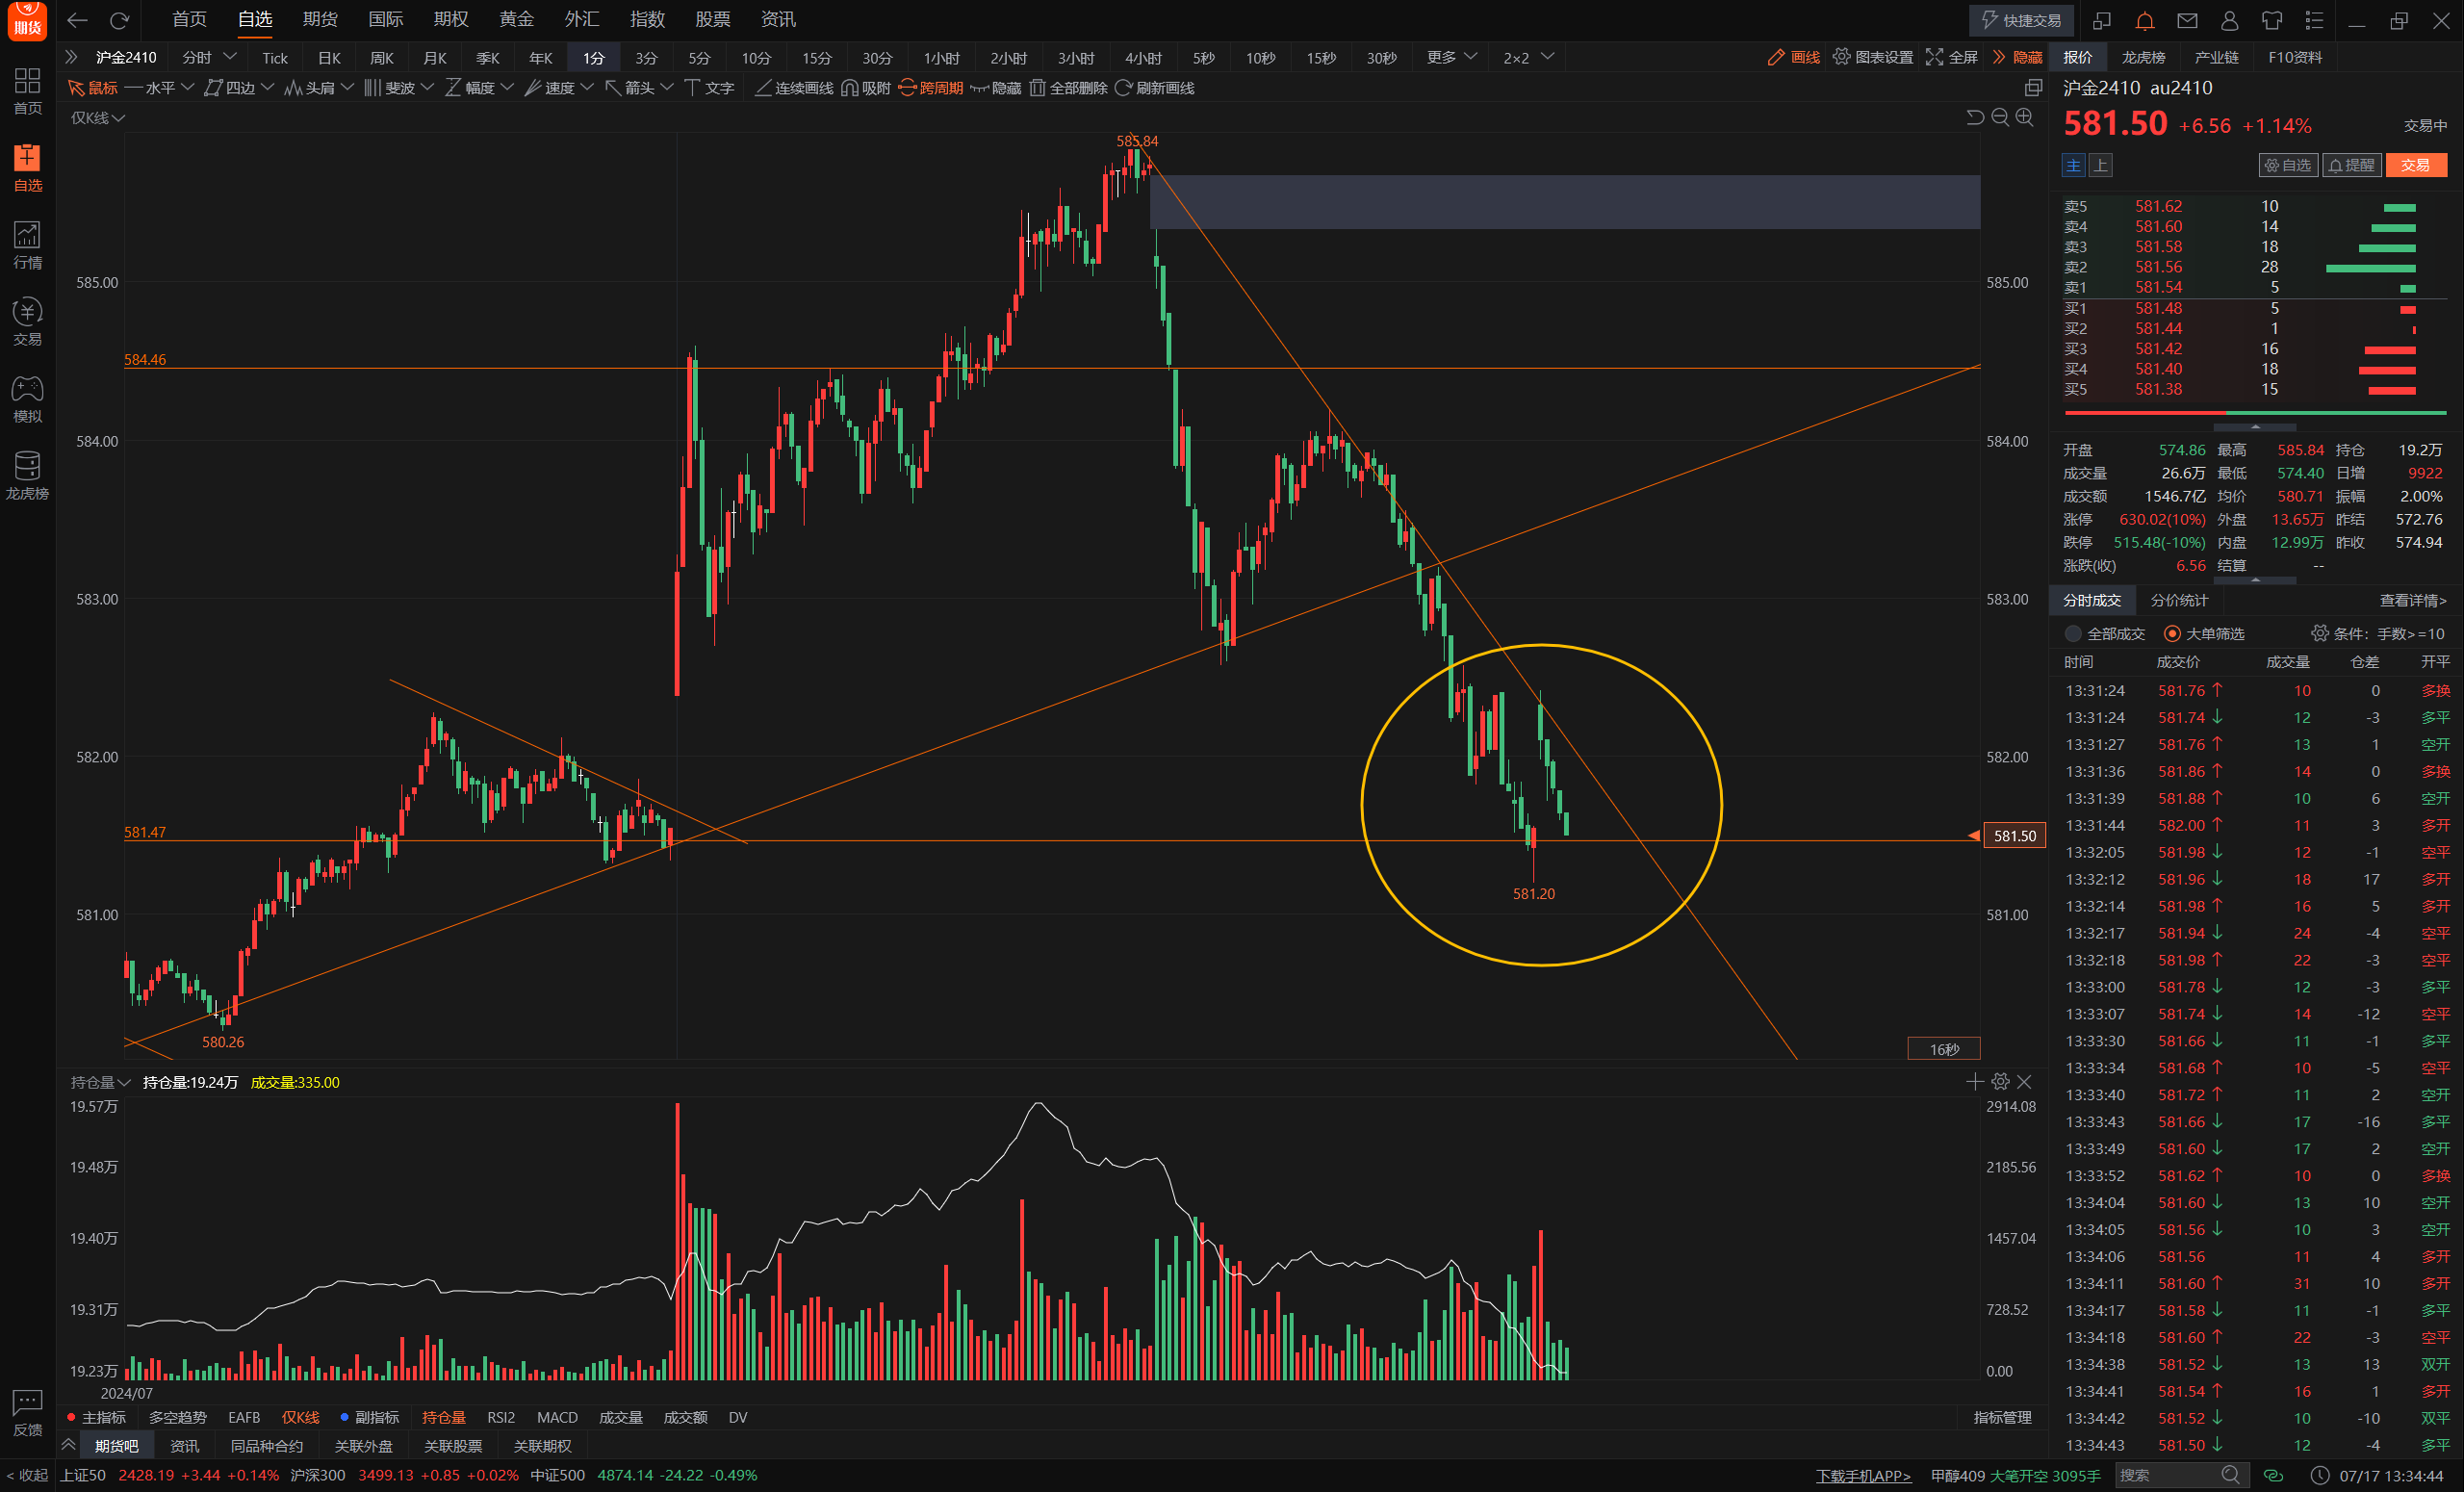 期货 首页 自选 期货 国际 期权 黄金 外汇 指数 股票 资讯 快捷交易
沪金2410 分时 Tick 日K 周K 月K 季K 年K 1分 3分 5分 10分 15分 30分 1小时 2小时 3小时 4小时 5秒 10秒 15秒 30秒 更多 2×2 画线 图表设置 全屏 隐藏 报价 龙虎榜 产业链 F10资料
鼠标 水平 四边 头肩 斐波 幅度 速度 箭头 文字 连续画线 吸附 跨周期 隐藏 全部删除 刷新画线
首页
自选
行情
交易
模拟
龙虎榜
反馈
< 收起
仅K线
585.84
585.00 585.00
584.46
584.00 584.00
583.00 583.00
582.00 582.00
581.47
581.50
581.20
581.00 581.00
580.26
16秒
持仓量 持仓量:19.24万 成交量:335.00
19.57万 2914.08
19.48万 2185.56
19.40万 1457.04
19.31万 728.52
19.23万 0.00
2024/07
主指标 多空趋势 EAFB 仅K线 副指标 持仓量 RSI2 MACD 成交量 成交额 DV 指标管理
期货吧 资讯 同品种合约 关联外盘 关联股票 关联期权
沪金2410 au2410
581.50 +6.56 +1.14% 交易中
主 上 自选 提醒 交易
卖5 581.62 10
卖4 581.60 14
卖3 581.58 18
卖2 581.56 28
卖1 581.54 5
买1 581.48 5
买2 581.44 1
买3 581.42 16
买4 581.40 18
买5 581.38 15
开盘 574.86 最高 585.84 持仓 19.2万
成交量 26.6万 最低 574.40 日增 9922
成交额 1546.7亿 均价 580.71 振幅 2.00%
涨停 630.02(10%) 外盘 13.65万 昨结 572.76
跌停 515.48(-10%) 内盘 12.99万 昨收 574.94
涨跌(收) 6.56 结算 --
分时成交 分价统计 查看详情>
全部成交 大单筛选 条件：手数>=10
时间 成交价 成交量 仓差 开平
13:31:24 581.76 ↑ 10 0 多换
13:31:24 581.74 ↓ 12 -3 多平
13:31:27 581.76 ↑ 13 1 空开
13:31:36 581.86 ↑ 14 0 多换
13:31:39 581.88 ↑ 10 6 空开
13:31:44 582.00 ↑ 11 3 多开
13:32:05 581.98 ↓ 12 -1 空平
13:32:12 581.96 ↓ 18 17 多开
13:32:14 581.98 ↑ 16 5 多开
13:32:17 581.94 ↓ 24 -4 空平
13:32:18 581.98 ↑ 22 -3 空平
13:33:00 581.78 ↓ 12 -3 多平
13:33:07 581.74 ↓ 14 -12 空平
13:33:30 581.66 ↓ 11 -1 多平
13:33:34 581.68 ↑ 10 -5 空平
13:33:40 581.72 ↑ 11 2 空开
13:33:43 581.66 ↓ 17 -16 多平
13:33:49 581.60 ↓ 17 2 空开
13:33:52 581.62 ↑ 10 0 多换
13:34:04 581.60 ↓ 13 10 空开
13:34:05 581.56 ↓ 10 3 空开
13:34:06 581.56 11 4 多开
13:34:11 581.60 ↑ 31 10 多开
13:34:17 581.58 ↓ 11 -1 多平
13:34:18 581.60 ↑ 22 -3 空平
13:34:38 581.52 ↓ 13 13 双开
13:34:41 581.54 ↑ 16 1 多开
13:34:42 581.52 ↓ 10 -10 双平
13:34:43 581.50 ↓ 12 -4 多平
上证50 2428.19 +3.44 +0.14% 沪深300 3499.13 +0.85 +0.02% 中证500 4874.14 -24.22 -0.49% 下载手机APP> 甲醇409 大笔开空 3095手 搜索 07/17 13:34:44